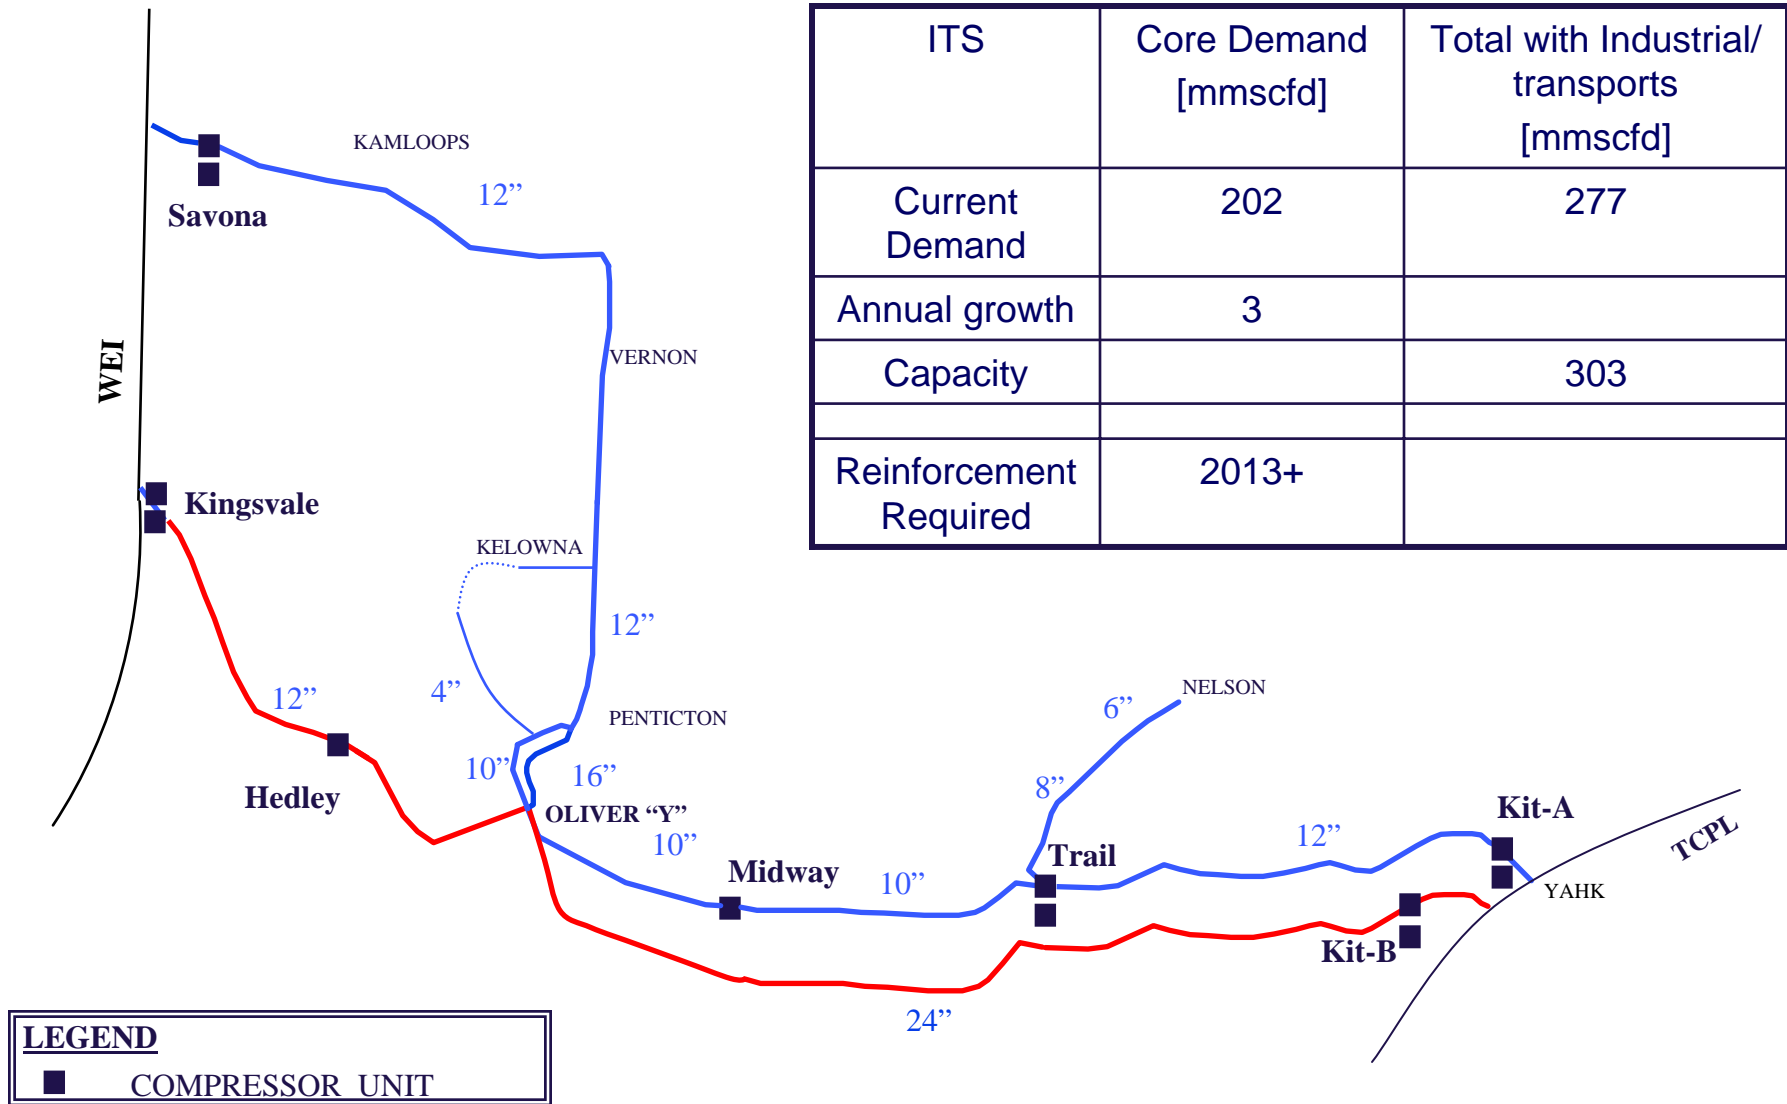 ITS
Core Demand
[mmscfd]
Total with Industrial/
transports
[mmscfd]
Current
Demand
202
277
Annual growth
3
Capacity
303
Reinforcement
Required
2013+
KAMLOOPS
12”
Savona
WEI
VERNON
Kingsvale
KELOWNA
12”
4”
12”
PENTICTON
10”
16”
Hedley
OLIVER “Y”
10”
NELSON
6”
8”
Midway
10”
Trail
12”
Kit-A
TCPL
YAHK
Kit-B
24”
LEGEND
COMPRESSOR UNIT